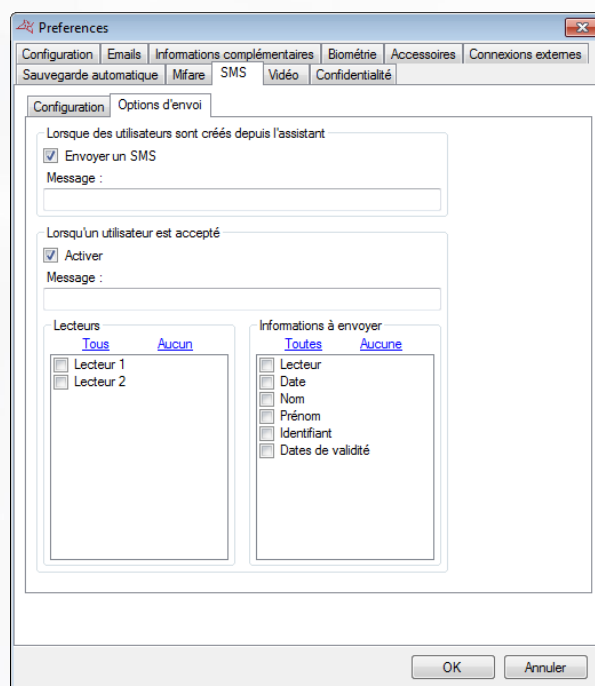 Preferences
Configuration Emails Informations complémentaires Biométrie Accessoires Connexions externes
Sauvegarde automatique Mifare SMS Vidéo Confidentialité
Configuration Options d'envoi
Lorsque des utilisateurs sont créés depuis l'assistant
Envoyer un SMS
Message :
Lorsqu'un utilisateur est accepté
Activer
Message :
Lecteurs Informations à envoyer
Tous Aucun Toutes Aucune
Lecteur 1 Lecteur
Lecteur 2 Date
Nom
Prénom
Identifiant
Dates de validité
OK Annuler